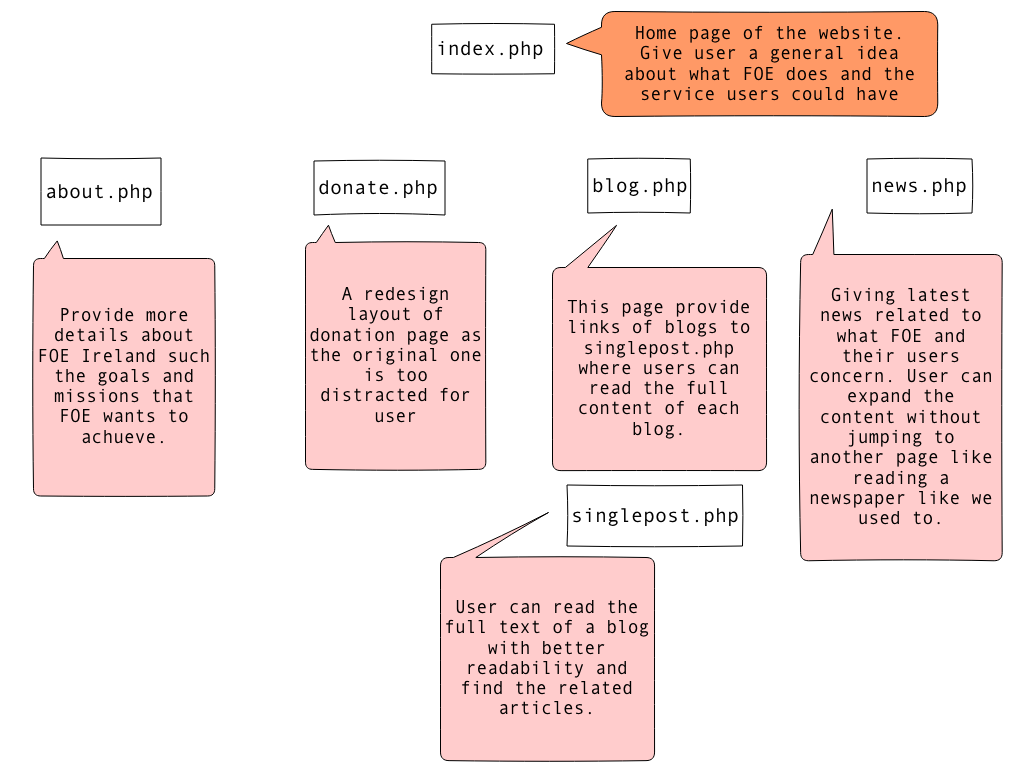 index.php
Home page of the website.
Give user a general idea
about what FOE does and the
service users could have
about.php
donate.php
blog.php
news.php
Provide more
details about
FOE Ireland such
the goals and
missions that
FOE wants to
achueve.
A redesign
layout of
donation page as
the original one
is too
distracted for
user
This page provide
links of blogs to
singlepost.php
where users can
read the full
content of each
blog.
Giving latest
news related to
what FOE and
their users
concern. User can
expand the
content without
jumping to
another page like
reading a
newspaper like we
used to.
singlepost.php
User can read the
full text of a blog
with better
readability and
find the related
articles.